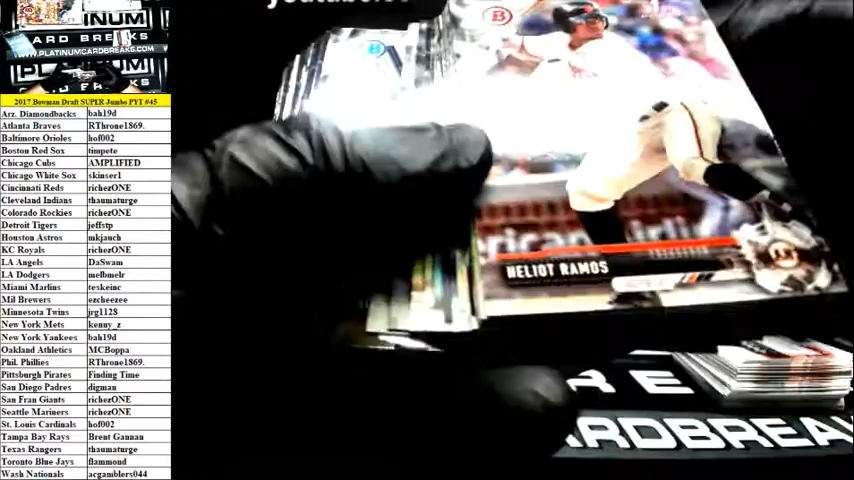 youtube.
INUM
ARD BREAKS
WWW.PLATINUMCARDBREAKS.COM
2017 Bowman Draft SUPER Jumbo PYT #45
Arz. Diamondbacks bah19d
Atlanta Braves RThrone1869.
Baltimore Orioles hof002
Boston Red Sox timpete
Chicago Cubs AMPLIFIED
Chicago White Sox skinser1
Cincinnati Reds richezONE
Cleveland Indians thaumaturge
Colorado Rockies richezONE
Detroit Tigers jeffstp
Houston Astros mkjauch
KC Royals richezONE
LA Angels DaSwam
LA Dodgers melbmelr
Miami Marlins teskeinc
Mil Brewers ezcheezee
Minnesota Twins jrg1128
New York Mets kenny_z
New York Yankees bah19d
Oakland Athletics MCBoppa
Phil. Phillies RThrone1869.
Pittsburgh Pirates Finding Time
San Diego Padres digman
San Fran Giants richezONE
Seattle Mariners richezONE
St. Louis Cardinals hof002
Tampa Bay Rays Brent Gannan
Texas Rangers thaumaturge
Toronto Blue Jays flammond
Wash Nationals acgamblers044
B
B
HELIOT RAMOS
R E
ARDBREA